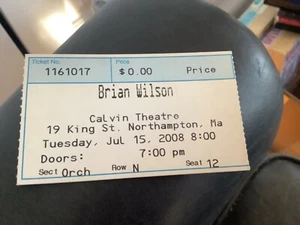 Ticket No. Price
1161017 $0.00 Price
Brian Wilson
Calvin Theatre
19 King St. Northampton, Ma
Tuesday, Jul 15, 2008 8:00
Doors: 7:00 pm
Sect Orch Row N Seat 12